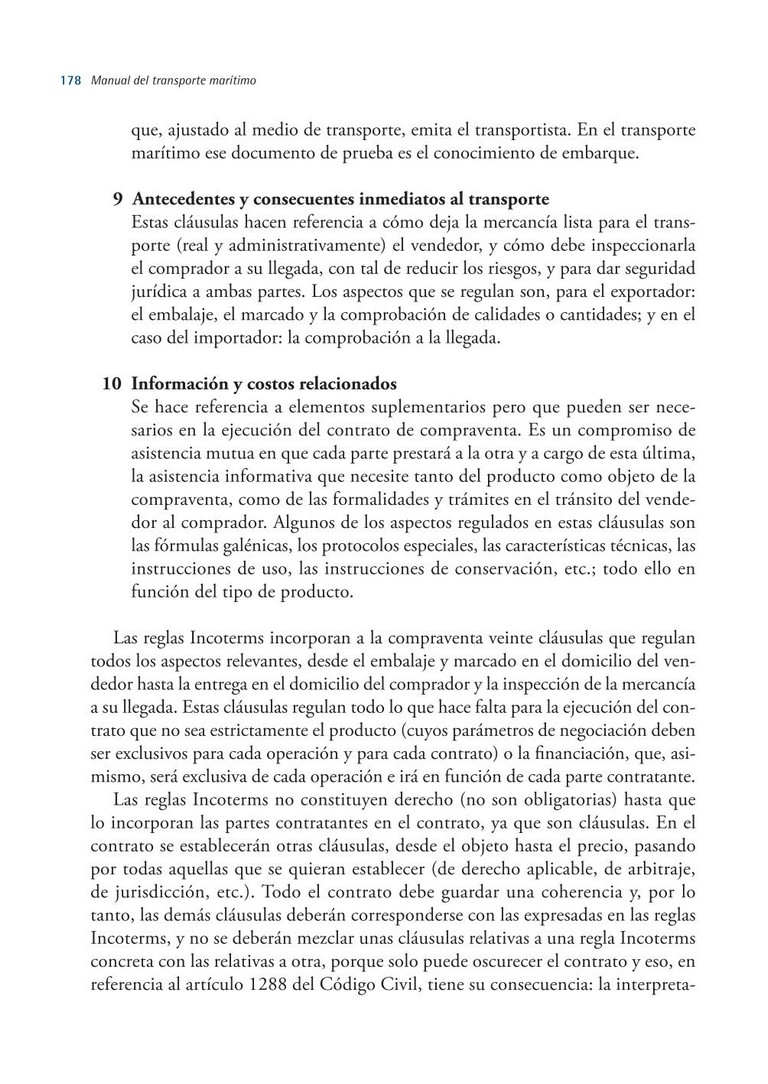 178 Manual del transporte marítimo
que, ajustado al medio de transporte, emita el transportista. En el transporte
marítimo ese documento de prueba es el conocimiento de embarque.
9 Antecedentes y consecuentes inmediatos al transporte
Estas cláusulas hacen referencia a cómo deja la mercancía lista para el trans-
porte (real y administrativamente) el vendedor, y cómo debe inspeccionarla
el comprador a su llegada, con tal de reducir los riesgos, y para dar seguridad
jurídica a ambas partes. Los aspectos que se regulan son, para el exportador:
el embalaje, el marcado y la comprobación de calidades o cantidades; y en el
caso del importador: la comprobación a la llegada.
10 Información y costos relacionados
Se hace referencia a elementos suplementarios pero que pueden ser nece-
sarios en la ejecución del contrato de compraventa. Es un compromiso de
asistencia mutua en que cada parte prestará a la otra y a cargo de esta última,
la asistencia informativa que necesite tanto del producto como objeto de la
compraventa, como de las formalidades y trámites en el tránsito del vende-
dor al comprador. Algunos de los aspectos regulados en estas cláusulas son
las fórmulas galénicas, los protocolos especiales, las características técnicas, las
instrucciones de uso, las instrucciones de conservación, etc.; todo ello en
función del tipo de producto.
Las reglas Incoterms incorporan a la compraventa veinte cláusulas que regulan
todos los aspectos relevantes, desde el embalaje y marcado en el domicilio del ven-
dedor hasta la entrega en el domicilio del comprador y la inspección de la mercancía
a su llegada. Estas cláusulas regulan todo lo que hace falta para la ejecución del con-
trato que no sea estrictamente el producto (cuyos parámetros de negociación deben
ser exclusivos para cada operación y para cada contrato) o la financiación, que, asi-
mismo, será exclusiva de cada operación e irá en función de cada parte contratante.
Las reglas Incoterms no constituyen derecho (no son obligatorias) hasta que
lo incorporan las partes contratantes en el contrato, ya que son cláusulas. En el
contrato se establecerán otras cláusulas, desde el objeto hasta el precio, pasando
por todas aquellas que se quieran establecer (de derecho aplicable, de arbitraje,
de jurisdicción, etc.). Todo el contrato debe guardar una coherencia y, por lo
tanto, las demás cláusulas deberán corresponderse con las expresadas en las reglas
Incoterms, y no se deberán mezclar unas cláusulas relativas a una regla Incoterms
concreta con las relativas a otra, porque solo puede oscurecer el contrato y eso, en
referencia al artículo 1288 del Código Civil, tiene su consecuencia: la interpreta-